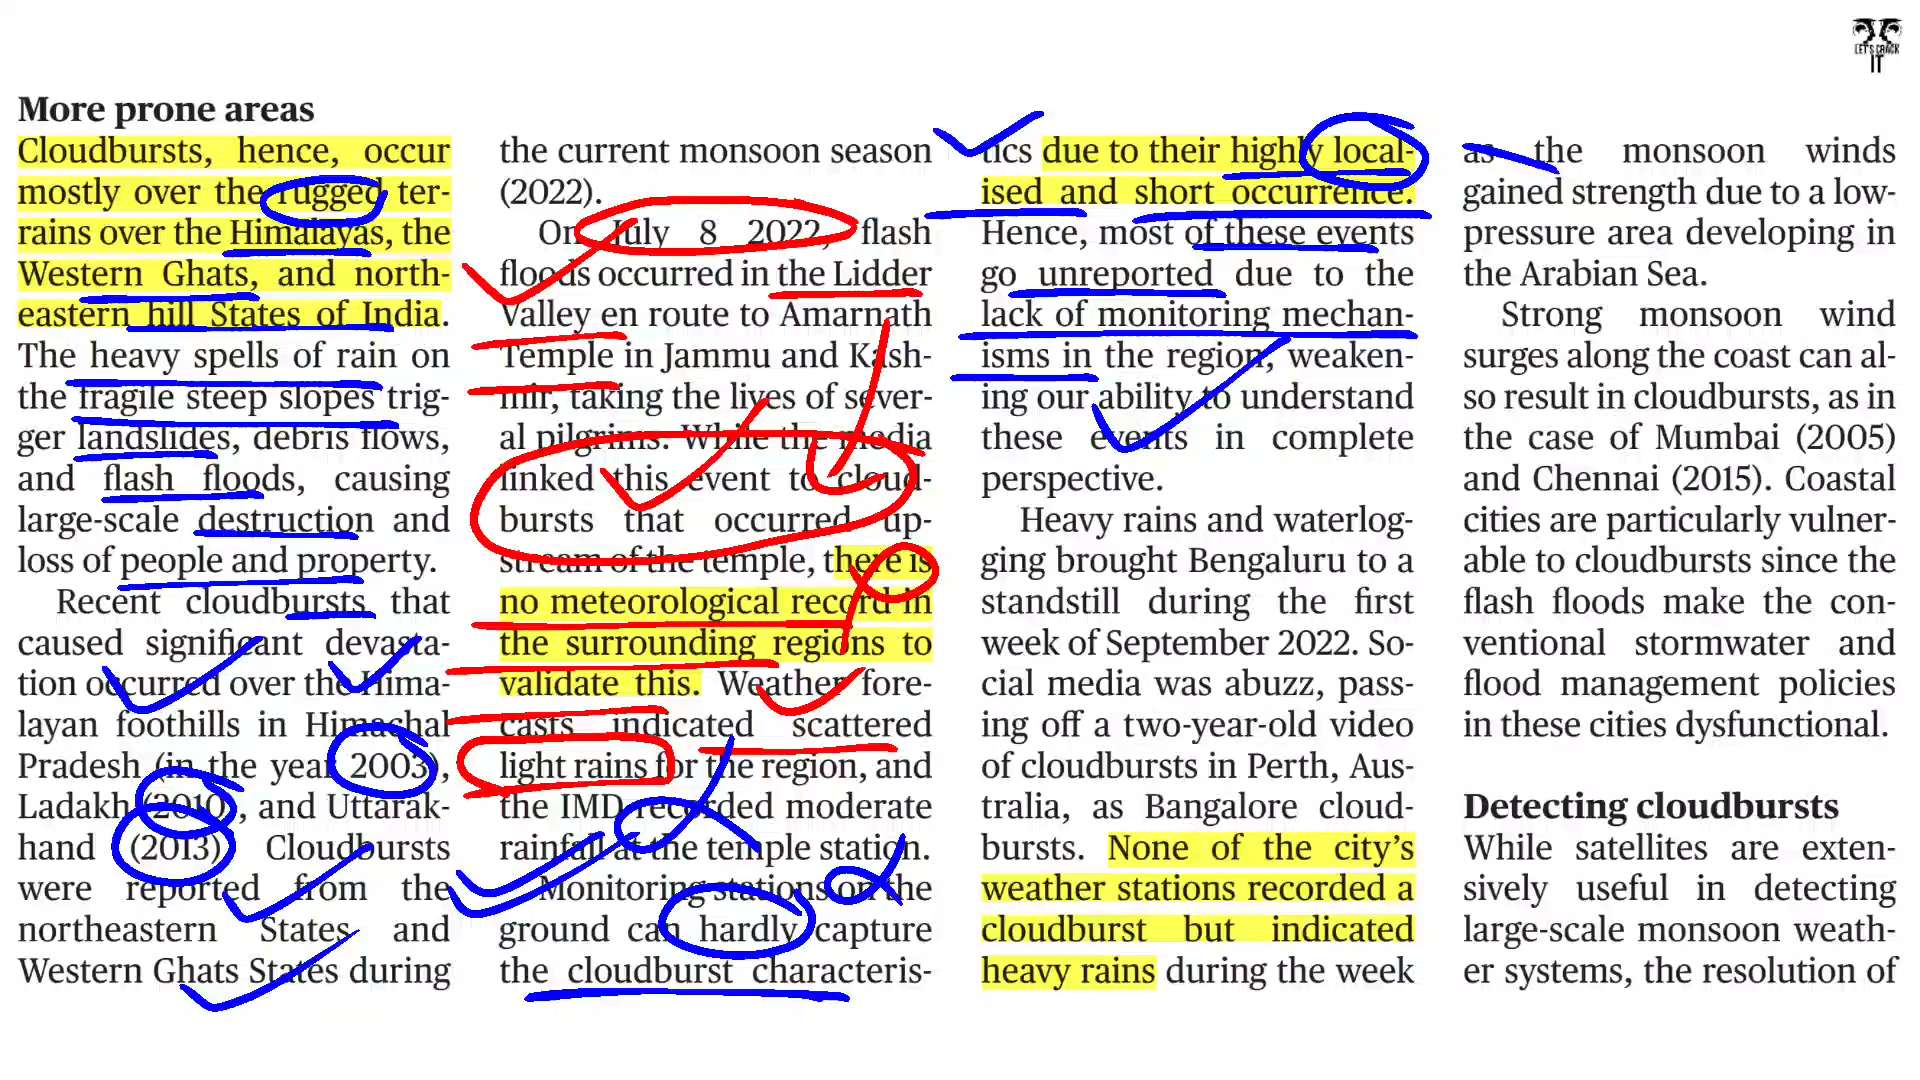 LET'S CRACK
IT
More prone areas
Cloudbursts, hence, occur
mostly over the rugged ter-
rains over the Himalayas, the
Western Ghats, and north-
eastern hill States of India.
The heavy spells of rain on
the fragile steep slopes trig-
ger landslides, debris flows,
and flash floods, causing
large-scale destruction and
loss of people and property.
Recent cloudbursts that
caused significant devasta-
tion occurred over the Hima-
layan foothills in Himachal
Pradesh (in the year 2003),
Ladakh (2010), and Uttarak-
hand (2013). Cloudbursts
were reported from the
northeastern States and
Western Ghats States during
the current monsoon season
(2022).
On July 8 2022, flash
floods occurred in the Lidder
Valley en route to Amarnath
Temple in Jammu and Kash-
mir, taking the lives of sever-
al pilgrims. While the media
linked this event to cloud-
bursts that occurred up-
stream of the temple, there is
no meteorological record in
the surrounding regions to
validate this. Weather fore-
casts indicated scattered
light rains for the region, and
the IMD recorded moderate
rainfall at the temple station.
Monitoring stations on the
ground can hardly capture
the cloudburst characteris-
tics due to their highly local-
ised and short occurrence.
Hence, most of these events
go unreported due to the
lack of monitoring mechan-
isms in the region, weaken-
ing our ability to understand
these events in complete
perspective.
Heavy rains and waterlog-
ging brought Bengaluru to a
standstill during the first
week of September 2022. So-
cial media was abuzz, pass-
ing off a two-year-old video
of cloudbursts in Perth, Aus-
tralia, as Bangalore cloud-
bursts. None of the city's
weather stations recorded a
cloudburst but indicated
heavy rains during the week
as the monsoon winds
gained strength due to a low-
pressure area developing in
the Arabian Sea.
Strong monsoon wind
surges along the coast can al-
so result in cloudbursts, as in
the case of Mumbai (2005)
and Chennai (2015). Coastal
cities are particularly vulner-
able to cloudbursts since the
flash floods make the con-
ventional stormwater and
flood management policies
in these cities dysfunctional.
Detecting cloudbursts
While satellites are exten-
sively useful in detecting
large-scale monsoon weath-
er systems, the resolution of